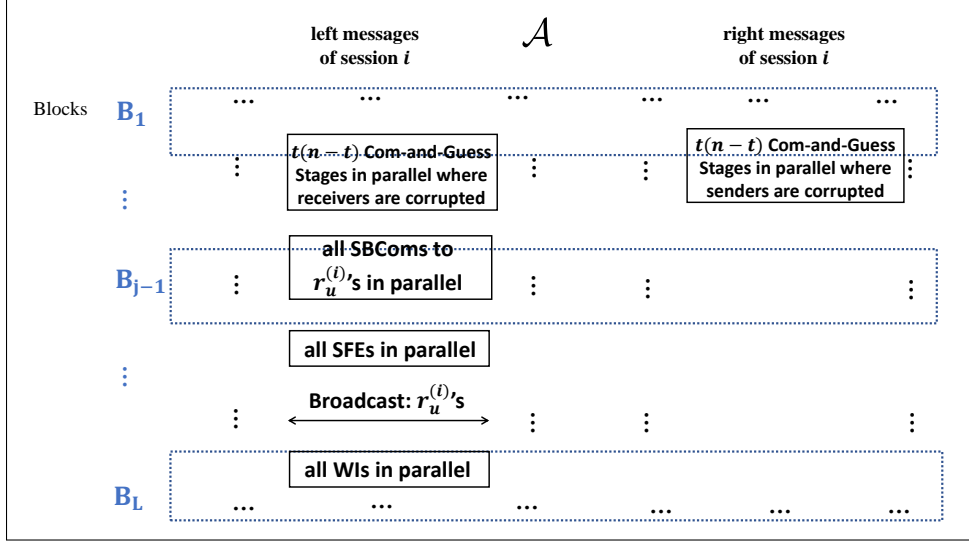 left messages
of session i
𝒜
right messages
of session i
Blocks
B₁
... ... ... ... ... ...
t(n − t) Com-and-Guess
Stages in parallel where
receivers are corrupted
t(n − t) Com-and-Guess
Stages in parallel where
senders are corrupted
⋮ ⋮ ⋮ ⋮
⋮
all SBComs to
r_u^(i)'s in parallel
B_{j−1}
⋮ ⋮ ⋮ ⋮
all SFEs in parallel
⋮
Broadcast: r_u^(i)'s
⋮ ⋮ ⋮ ⋮
all WIs in parallel
B_L
... ... ... ... ... ...